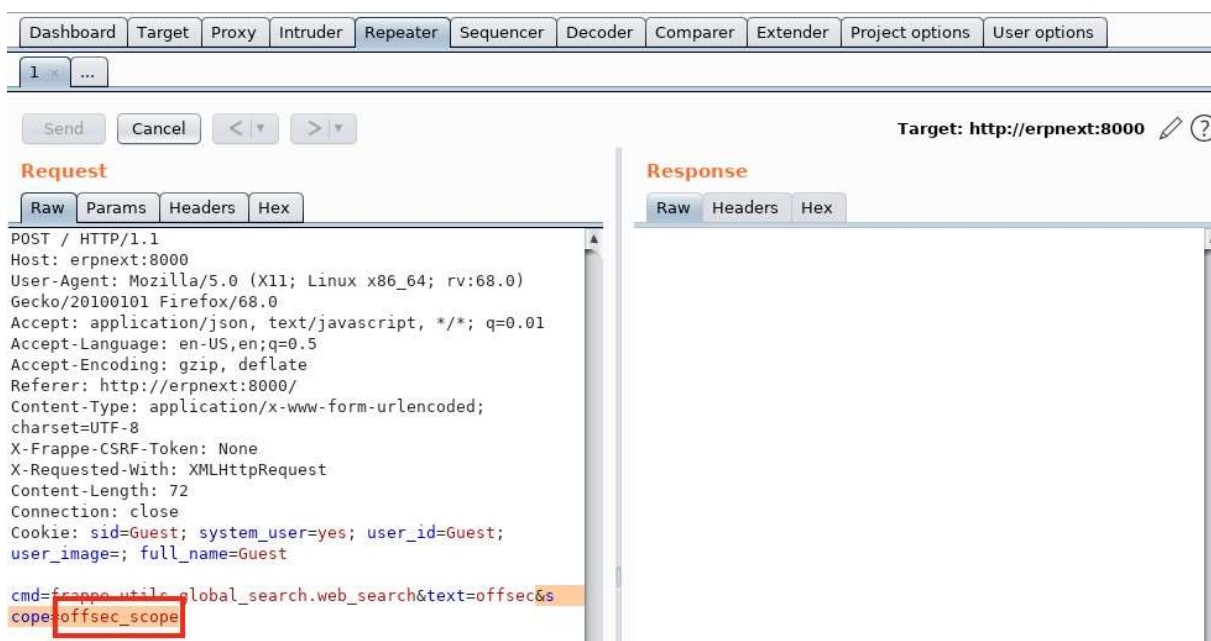 Dashboard Target Proxy Intruder Repeater Sequencer Decoder Comparer Extender Project options User options
1 × ...
Send Cancel < > Target: http://erpnext:8000 ?
Request
Raw Params Headers Hex
POST / HTTP/1.1
Host: erpnext:8000
User-Agent: Mozilla/5.0 (X11; Linux x86_64; rv:68.0)
Gecko/20100101 Firefox/68.0
Accept: application/json, text/javascript, */*; q=0.01
Accept-Language: en-US,en;q=0.5
Accept-Encoding: gzip, deflate
Referer: http://erpnext:8000/
Content-Type: application/x-www-form-urlencoded;
charset=UTF-8
X-Frappe-CSRF-Token: None
X-Requested-With: XMLHttpRequest
Content-Length: 72
Connection: close
Cookie: sid=Guest; system_user=yes; user_id=Guest;
user_image=; full_name=Guest
cmd=frappe.utils.global_search.web_search&text=offsec&s
cope=offsec_scope
Response
Raw Headers Hex